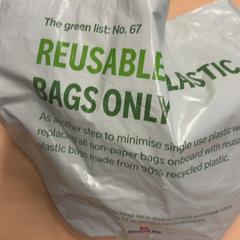 The green list: No. 67
REUSABLE PLASTIC
BAGS ONLY
As another step to minimise single use plastic w
replacing all non-paper bags onboard with reus
plastic bags made from 90% recycled plastic.